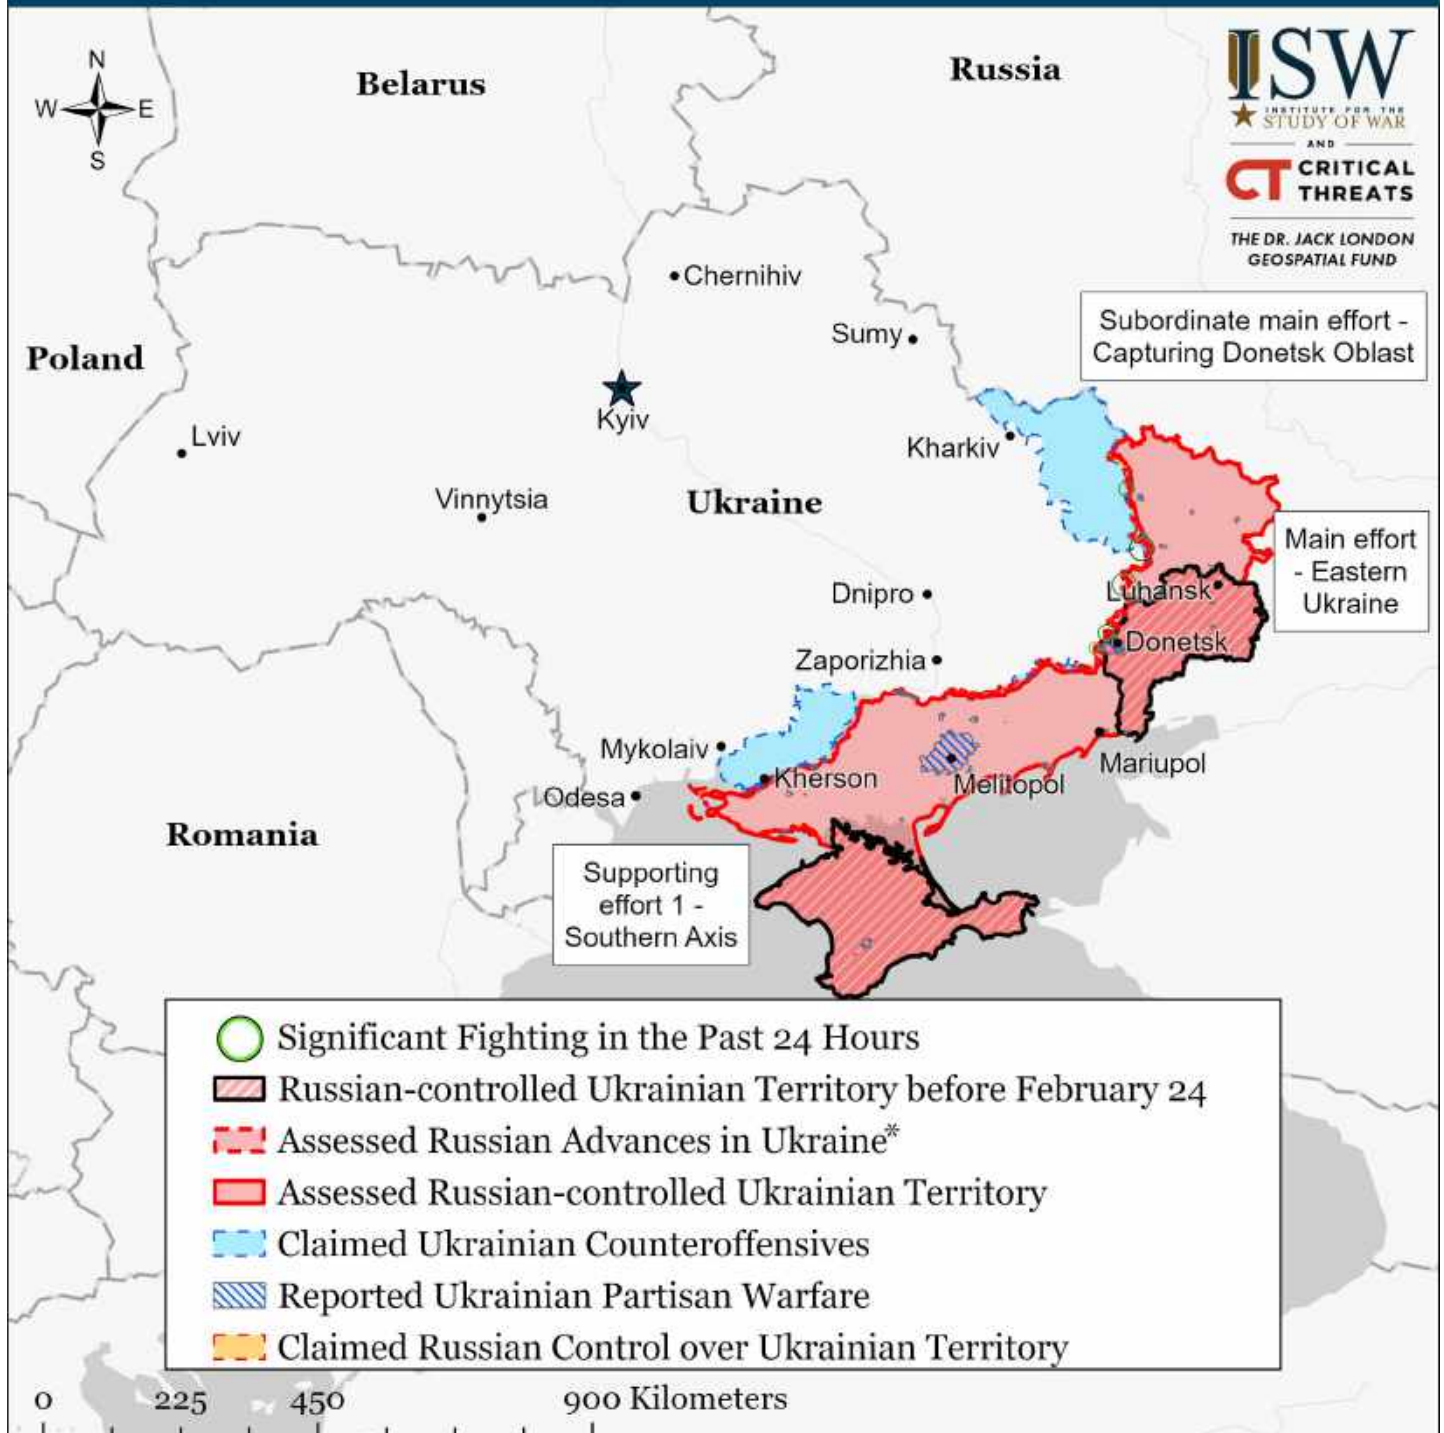 N
W E
S
Belarus
Russia
ISW
INSTITUTE FOR THE
STUDY OF WAR
AND
CT CRITICAL
THREATS
THE DR. JACK LONDON
GEOSPATIAL FUND
Chernihiv
Sumy
Subordinate main effort -
Capturing Donetsk Oblast
Poland
Kyiv
Lviv
Kharkiv
Vinnytsia
Ukraine
Main effort
- Eastern
Ukraine
Dnipro
Luhansk
Donetsk
Zaporizhia
Mykolaiv
Mariupol
Kherson
Melitopol
Odesa
Romania
Supporting
effort 1 -
Southern Axis
Significant Fighting in the Past 24 Hours
Russian-controlled Ukrainian Territory before February 24
Assessed Russian Advances in Ukraine*
Assessed Russian-controlled Ukrainian Territory
Claimed Ukrainian Counteroffensives
Reported Ukrainian Partisan Warfare
Claimed Russian Control over Ukrainian Territory
0 225 450 900 Kilometers